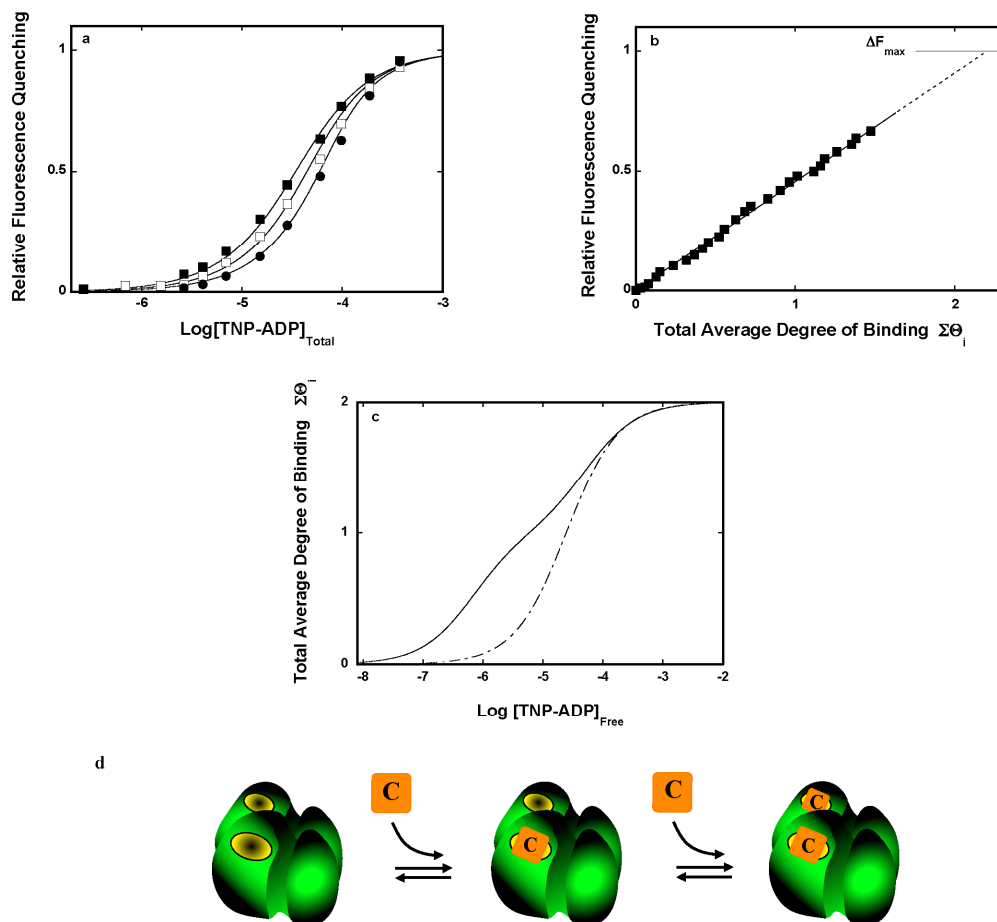 a
Relative Fluorescence Quenching
1
0.5
0
-6
-5
-4
-3
Log[TNP-ADP]Total
b
ΔFmax
Relative Fluorescence Quenching
1
0.5
0
0
1
2
Total Average Degree of Binding ΣΘi
c
Total Average Degree of Binding ΣΘi
2
1
0
-8
-7
-6
-5
-4
-3
-2
Log [TNP-ADP]Free
d
C
C
C
C
C